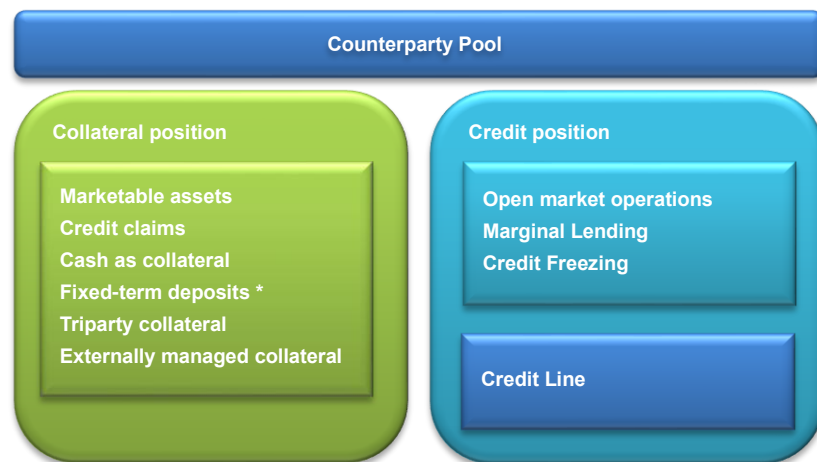 Counterparty Pool
Collateral position
Marketable assets
Credit claims
Cash as collateral
Fixed-term deposits *
Triparty collateral
Externally managed collateral
Credit position
Open market operations
Marginal Lending
Credit Freezing
Credit Line